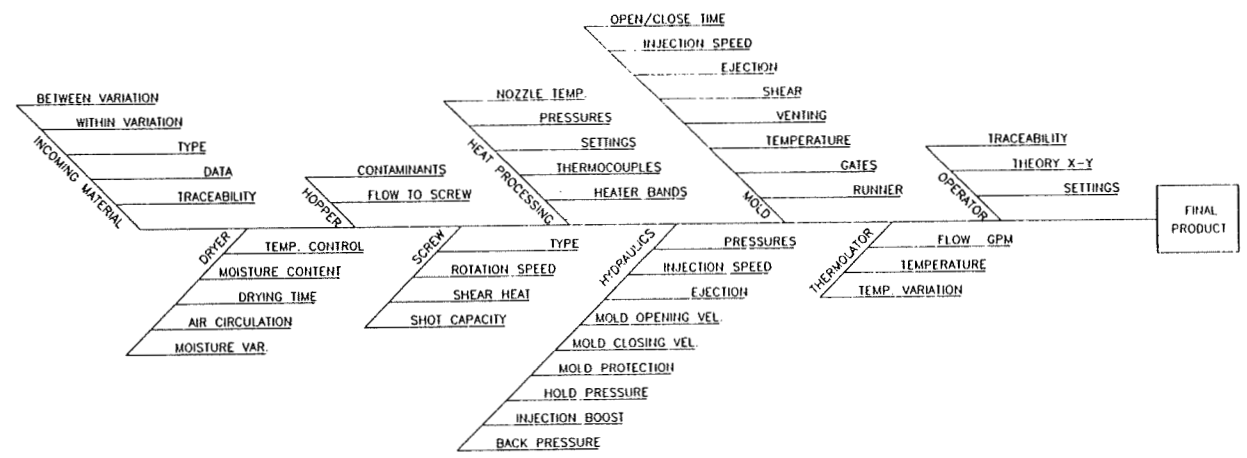 OPEN/CLOSE TIME
INJECTION SPEED
EJECTION
SHEAR
VENTING
TEMPERATURE
GATES
RUNNER
MOLD
NOZZLE TEMP.
PRESSURES
SETTINGS
THERMOCOUPLES
HEATER BANDS
HEAT PROCESSING
BETWEEN VARIATION
WITHIN VARIATION
TYPE
DATA
TRACEABILITY
INCOMING MATERIAL
CONTAMINANTS
FLOW TO SCREW
HOPPER
TRACEABILITY
THEORY X-Y
SETTINGS
OPERATOR
FINAL
PRODUCT
DRYER
TEMP. CONTROL
MOISTURE CONTENT
DRYING TIME
AIR CIRCULATION
MOISTURE VAR.
SCREW
TYPE
ROTATION SPEED
SHEAR HEAT
SHOT CAPACITY
HYDRAULICS
PRESSURES
INJECTION SPEED
EJECTION
MOLD OPENING VEL.
MOLD CLOSING VEL.
MOLD PROTECTION
HOLD PRESSURE
INJECTION BOOST
BACK PRESSURE
THERMOLATOR
FLOW GPM
TEMPERATURE
TEMP. VARIATION